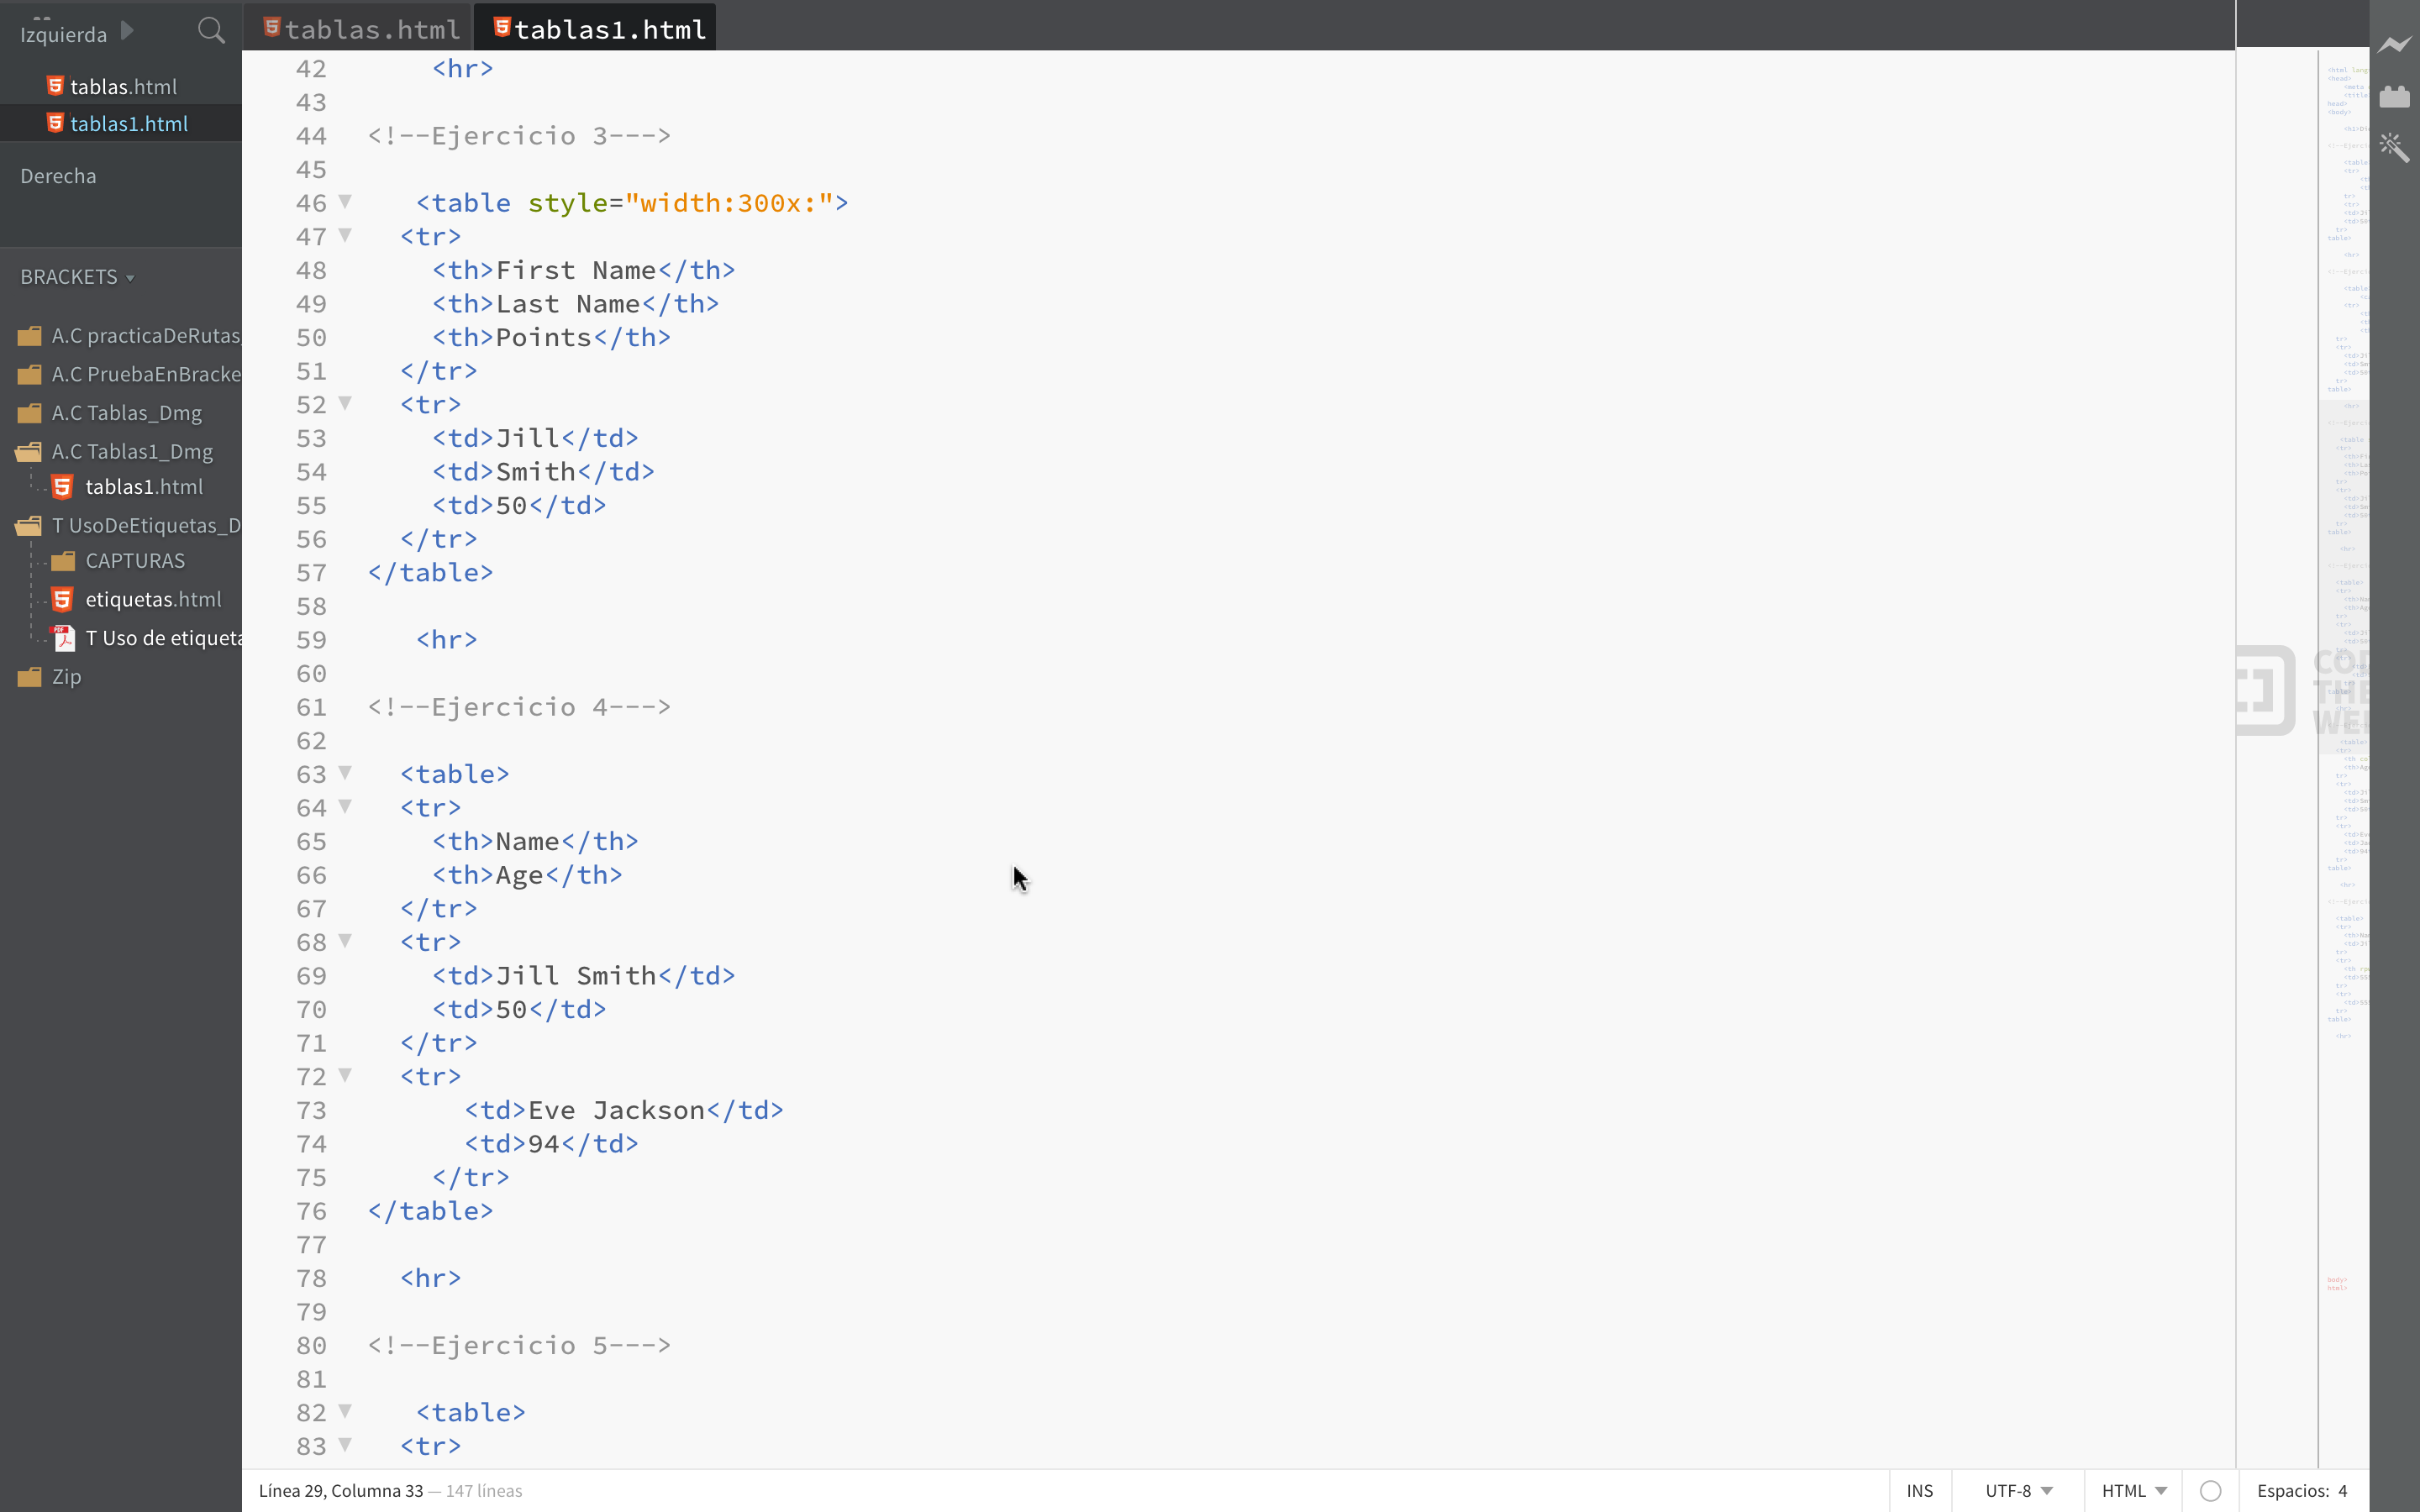 Izquierda
tablas.html
tablas1.html
Derecha
BRACKETS
A.C practicaDeRutas_
A.C PruebaEnBracke
A.C Tablas_Dmg
A.C Tablas1_Dmg
tablas1.html
T UsoDeEtiquetas_D
CAPTURAS
etiquetas.html
T Uso de etiqueta
Zip
tablas.html
tablas1.html
42 <hr>
43
44 <!--Ejercicio 3--->
45
46 <table style="width:300x:">
47 <tr>
48 <th>First Name</th>
49 <th>Last Name</th>
50 <th>Points</th>
51 </tr>
52 <tr>
53 <td>Jill</td>
54 <td>Smith</td>
55 <td>50</td>
56 </tr>
57 </table>
58
59 <hr>
60
61 <!--Ejercicio 4--->
62
63 <table>
64 <tr>
65 <th>Name</th>
66 <th>Age</th>
67 </tr>
68 <tr>
69 <td>Jill Smith</td>
70 <td>50</td>
71 </tr>
72 <tr>
73 <td>Eve Jackson</td>
74 <td>94</td>
75 </tr>
76 </table>
77
78 <hr>
79
80 <!--Ejercicio 5--->
81
82 <table>
83 <tr>
Línea 29, Columna 33 — 147 líneas
INS
UTF-8
HTML
Espacios: 4